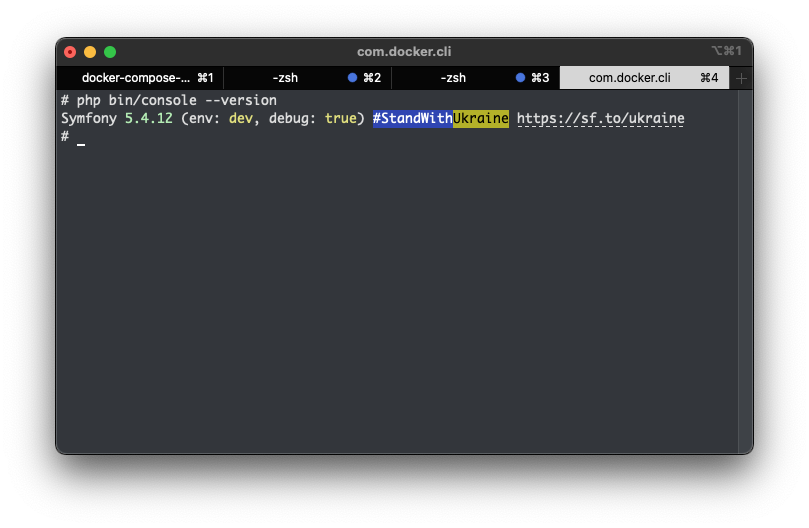 com.docker.cli ⌥⌘1
docker-compose-... ⌘1 -zsh ⌘2 -zsh ⌘3 com.docker.cli ⌘4 +
# php bin/console --version
Symfony 5.4.12 (env: dev, debug: true) #StandWithUkraine https://sf.to/ukraine
# _